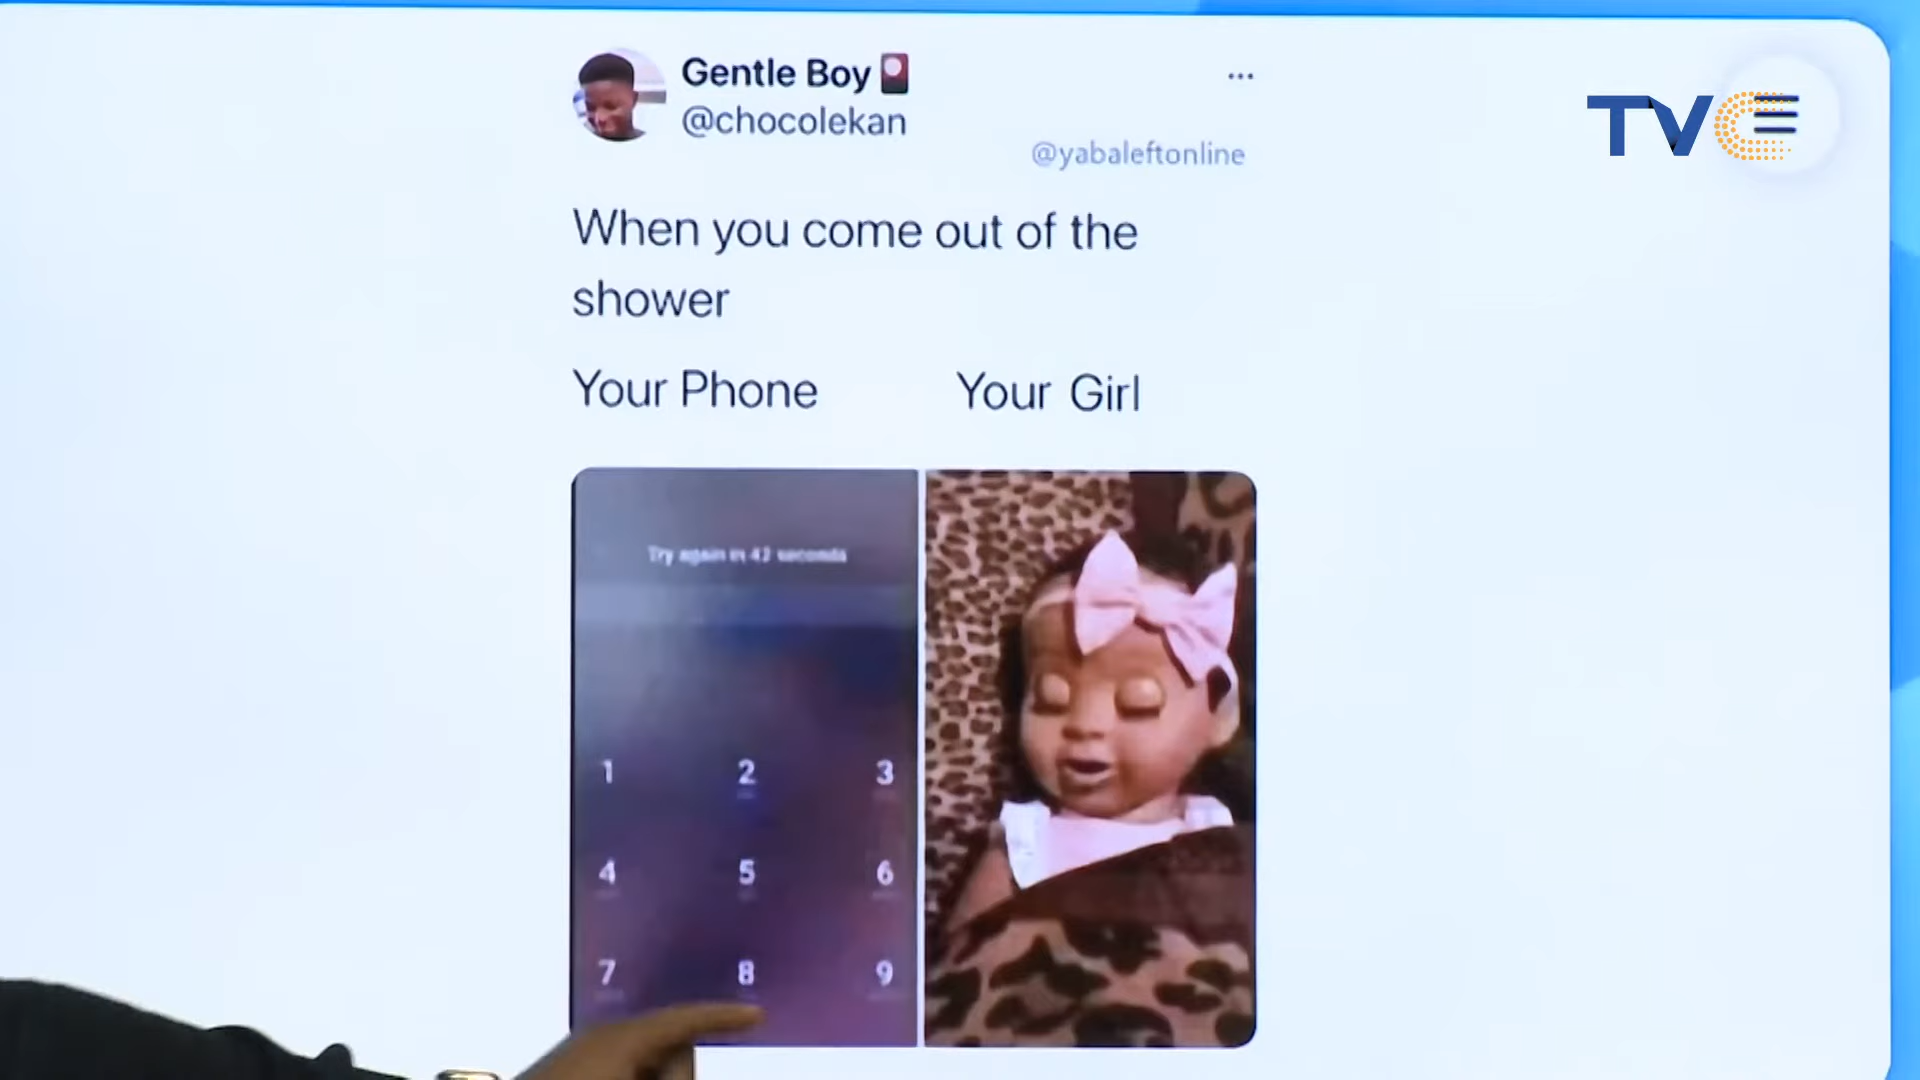 Gentle Boy
@chocolekan
TVC
@yabaleftonline
When you come out of the
shower
Your Phone
Your Girl
Try again in 42 seconds
1 2 3
4 5 6
7 8 9